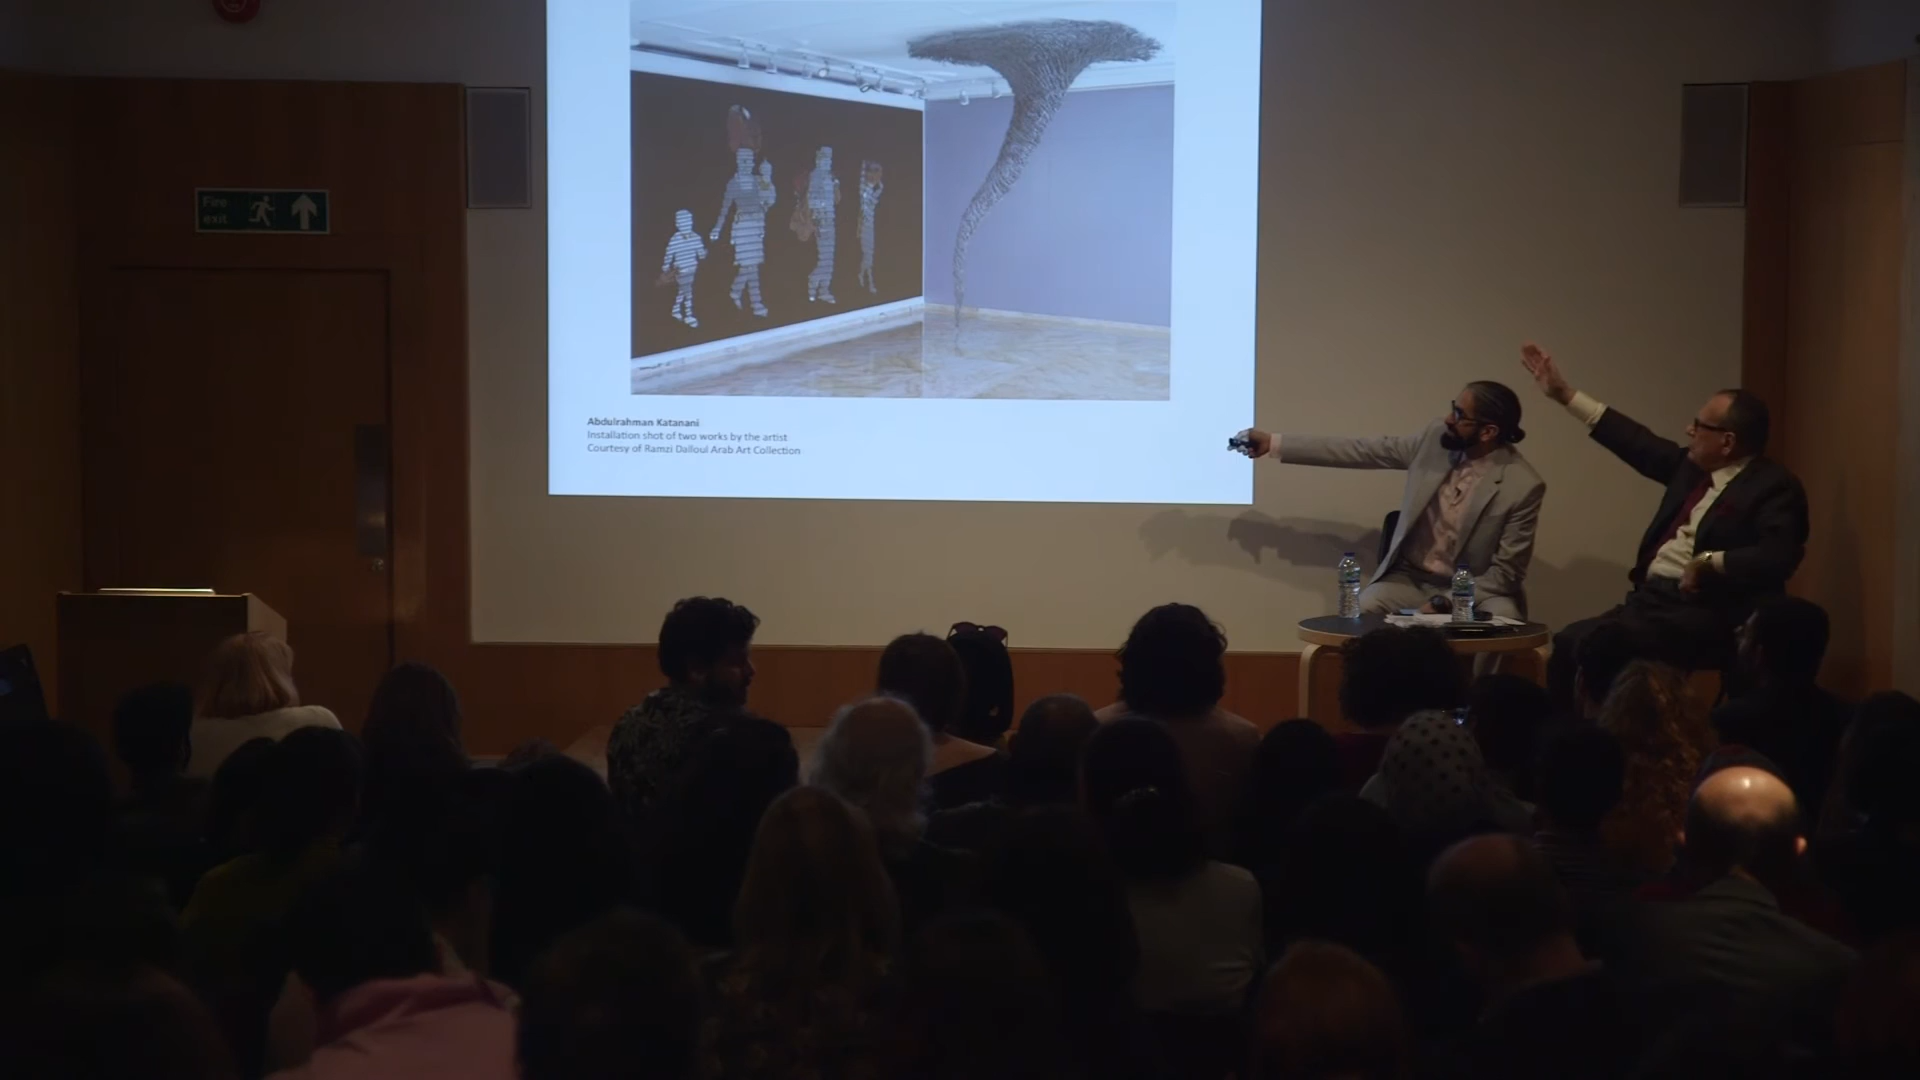 Fire
exit
Abdulrahman Katanani
Installation shot of two works by the artist
Courtesy of Ramzi Dalloul Arab Art Collection